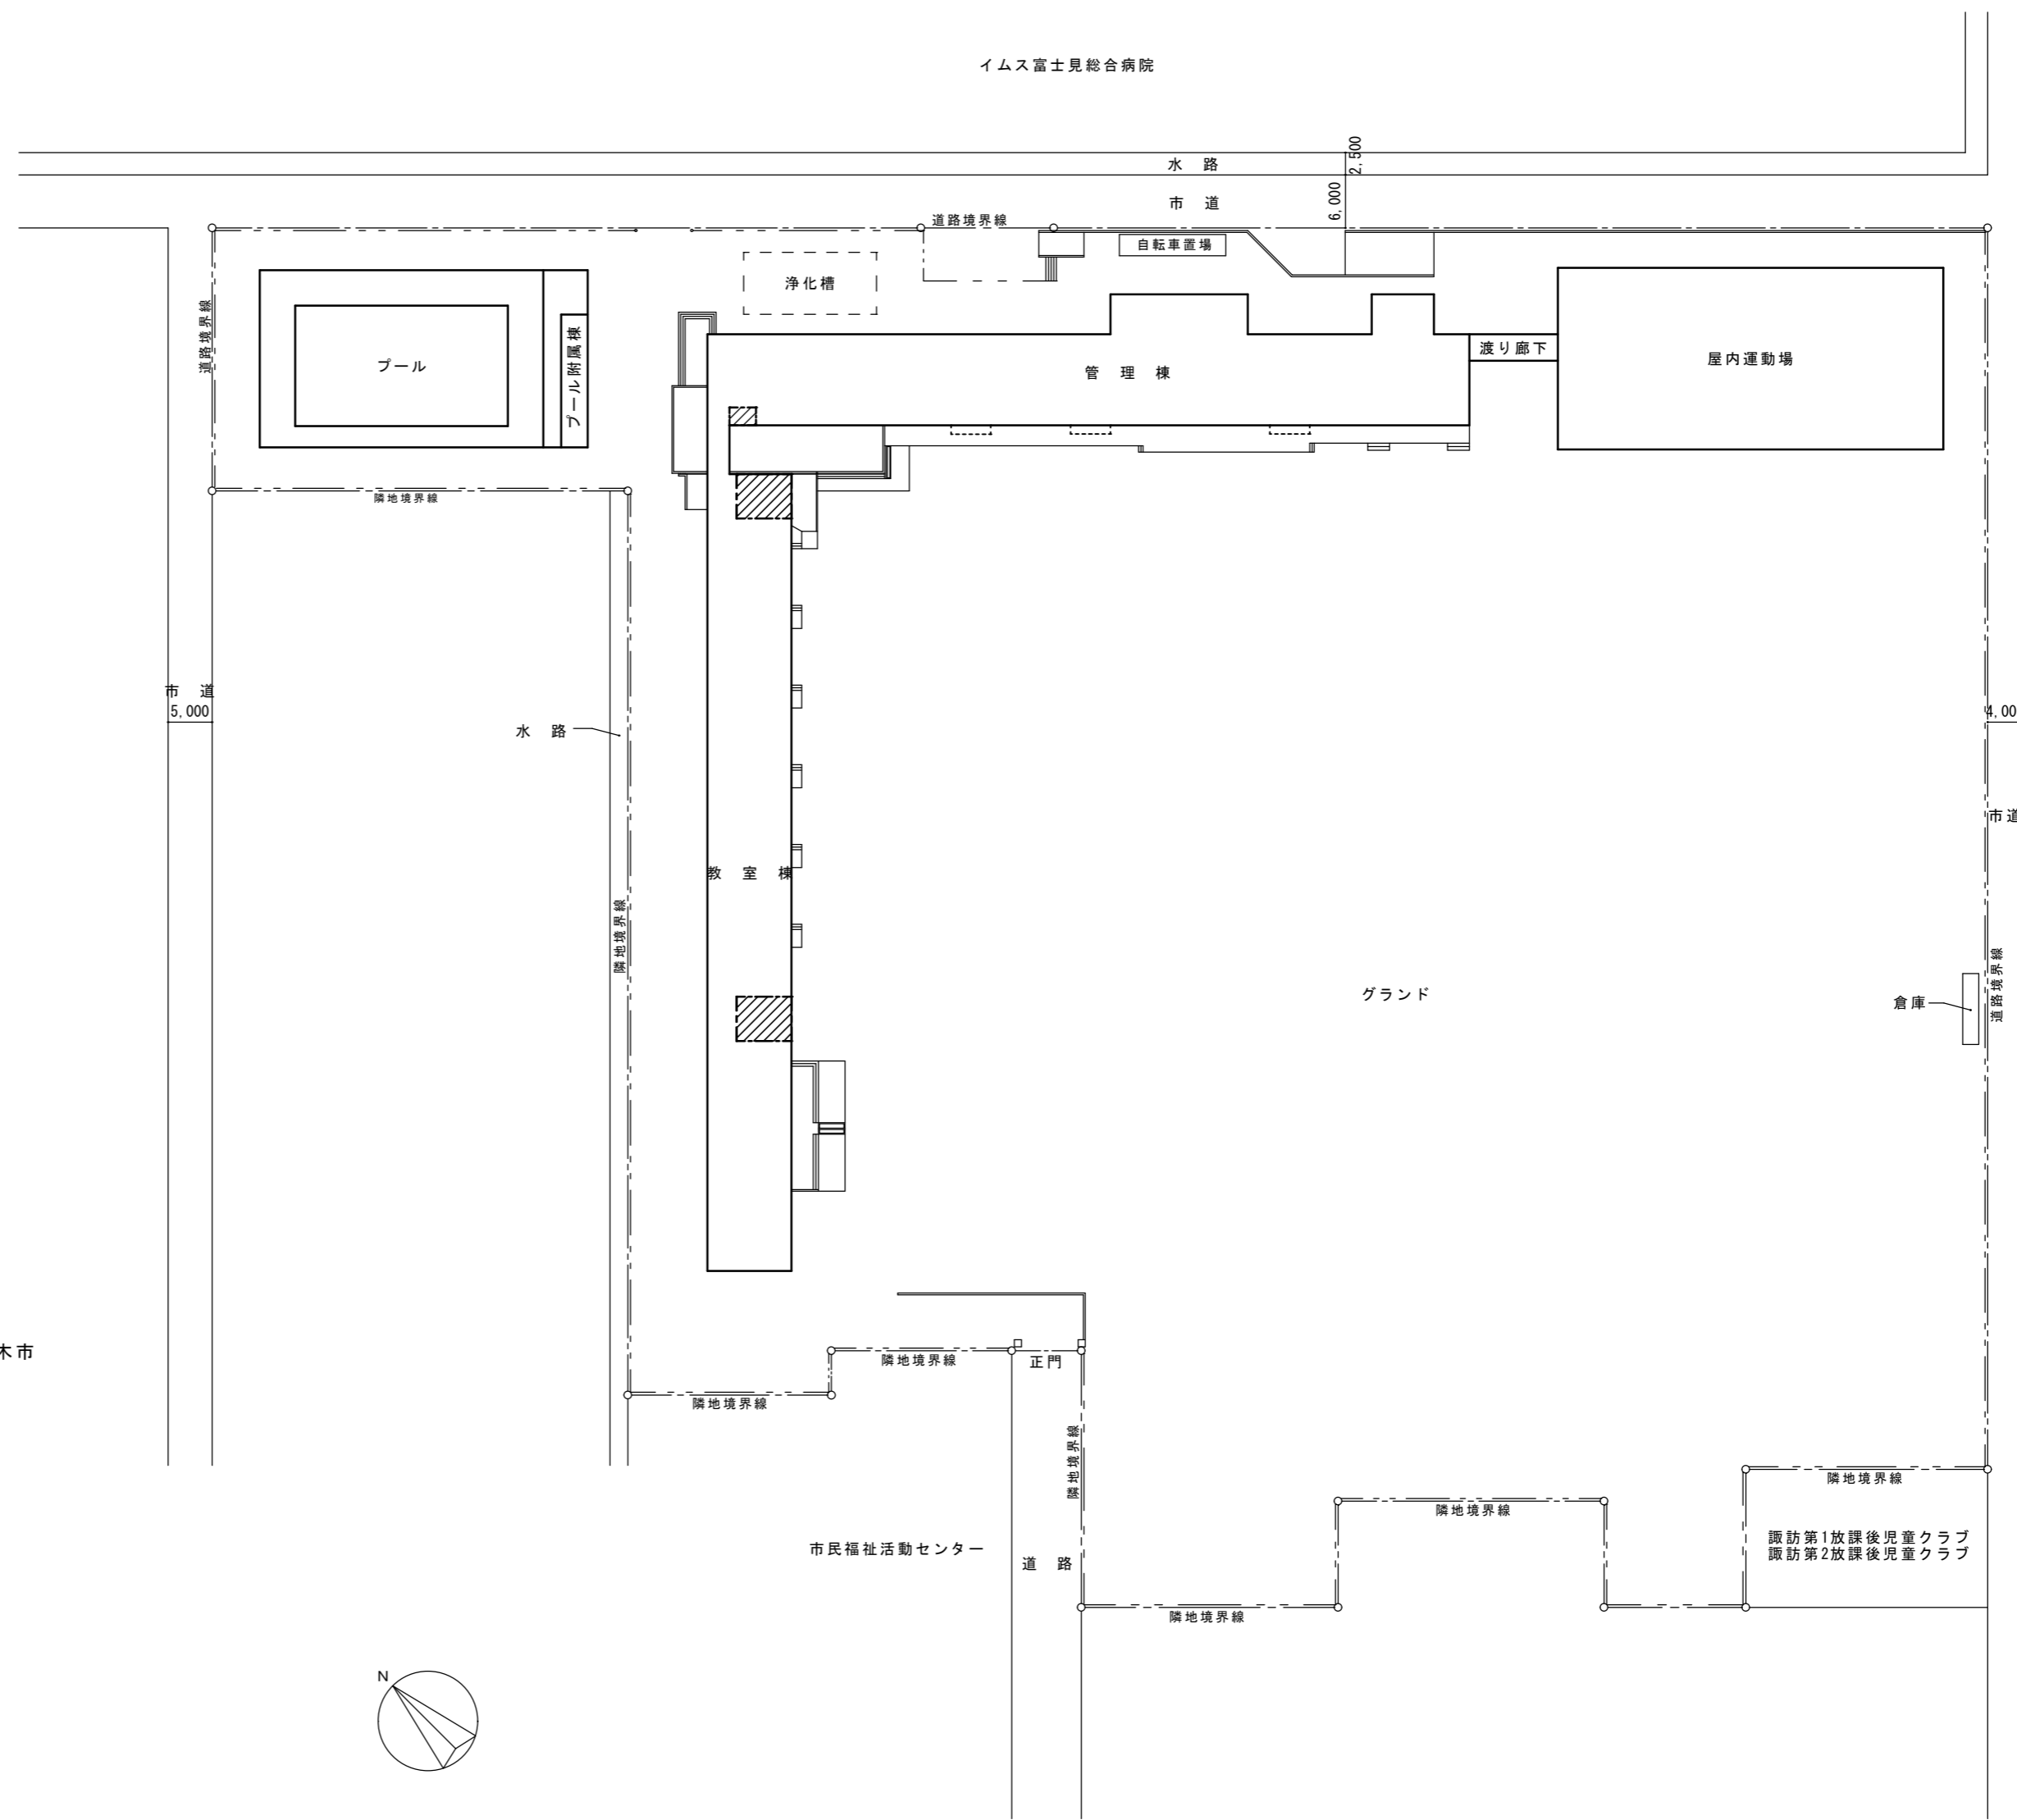 イムス富士見総合病院
2,500
水 路
6,000
市 道
道路境界線
自転車置場
浄化槽
道路境界線
プール
プール附属棟
管 理 棟
渡り廊下
屋内運動場
隣地境界線
市 道
5,000
水 路
4,00
市道
教 室 棟
隣地境界線
グランド
倉庫
道路境界線
木市
隣地境界線
正門
隣地境界線
隣地境界線
隣地境界線
隣地境界線
諏訪第1放課後児童クラブ
諏訪第2放課後児童クラブ
市民福祉活動センター
道 路
隣地境界線
N